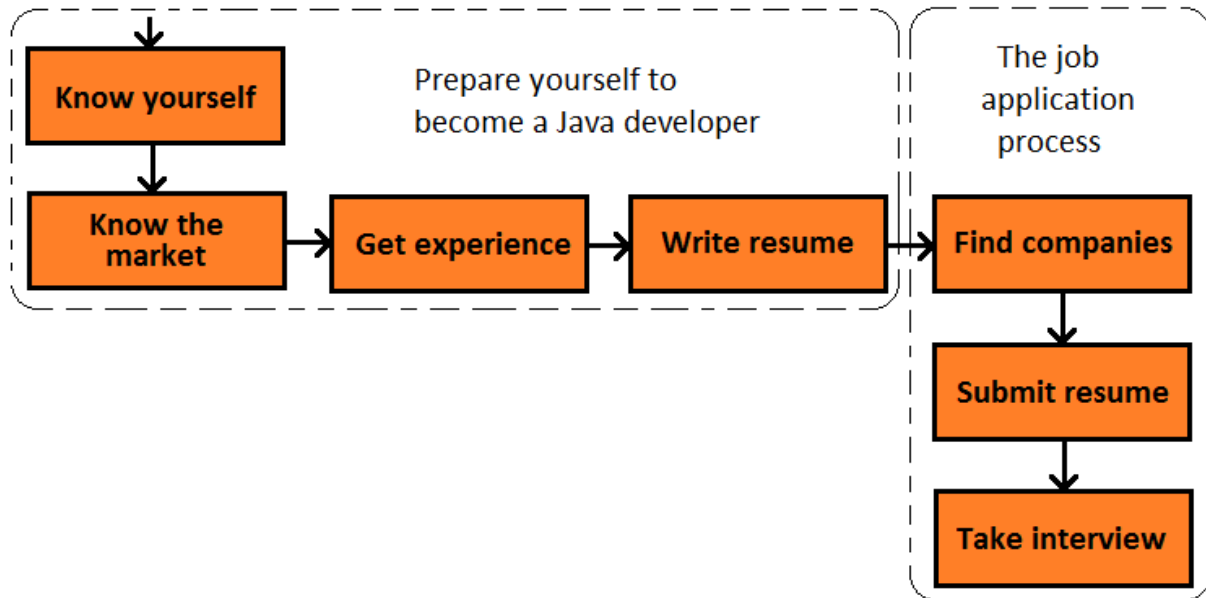 Know yourself
Prepare yourself to
become a Java developer
The job
application
process
Know the
market
Get experience
Write resume
Find companies
Submit resume
Take interview